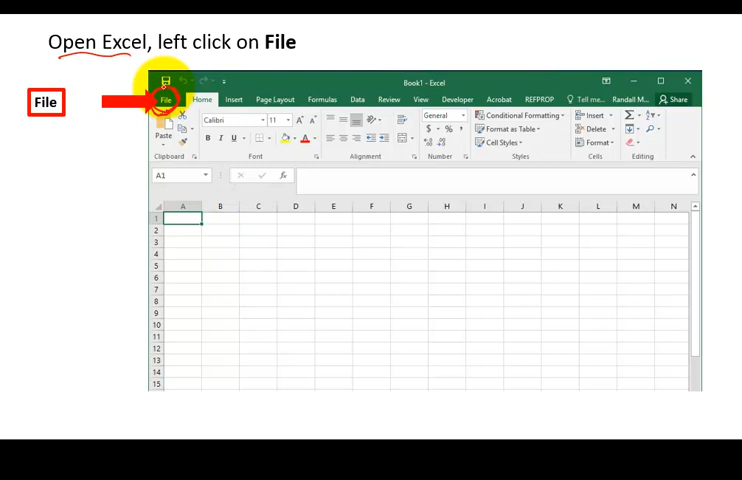 Open Excel, left click on File
File
Book1 - Excel
File Home Insert Page Layout Formulas Data Review View Developer Acrobat REFPROP Tell me... Randall M... Share
Calibri 11 General Conditional Formatting Insert
Paste B I U A $ % , Format as Table Delete
Cell Styles Format
Clipboard Font Alignment Number Styles Cells Editing
A1 fx
A B C D E F G H I J K L M N
1
2
3
4
5
6
7
8
9
10
11
12
13
14
15